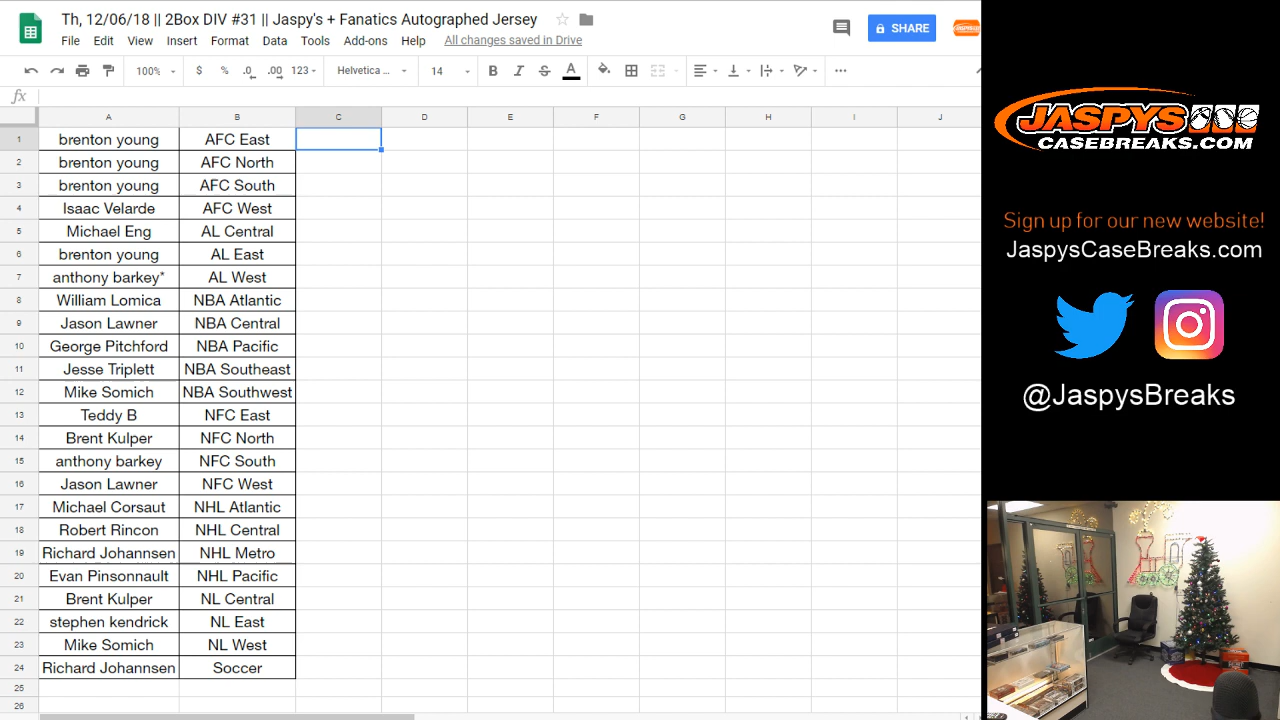 Th, 12/06/18 || 2Box DIV #31 || Jaspy's + Fanatics Autographed Jersey
File Edit View Insert Format Data Tools Add-ons Help All changes saved in Drive
SHARE
100% $ % .0 .00 123 Helvetica ... 14 B I S A
fx
A B C D E F G H I J
1 brenton young AFC East
2 brenton young AFC North
3 brenton young AFC South
4 Isaac Velarde AFC West
5 Michael Eng AL Central
6 brenton young AL East
7 anthony barkey* AL West
8 William Lomica NBA Atlantic
9 Jason Lawner NBA Central
10 George Pitchford NBA Pacific
11 Jesse Triplett NBA Southeast
12 Mike Somich NBA Southwest
13 Teddy B NFC East
14 Brent Kulper NFC North
15 anthony barkey NFC South
16 Jason Lawner NFC West
17 Michael Corsaut NHL Atlantic
18 Robert Rincon NHL Central
19 Richard Johannsen NHL Metro
20 Evan Pinsonnault NHL Pacific
21 Brent Kulper NL Central
22 stephen kendrick NL East
23 Mike Somich NL West
24 Richard Johannsen Soccer
25
26
JASPYS
CASEBREAKS.COM
Sign up for our new website!
JaspysCaseBreaks.com
@JaspysBreaks